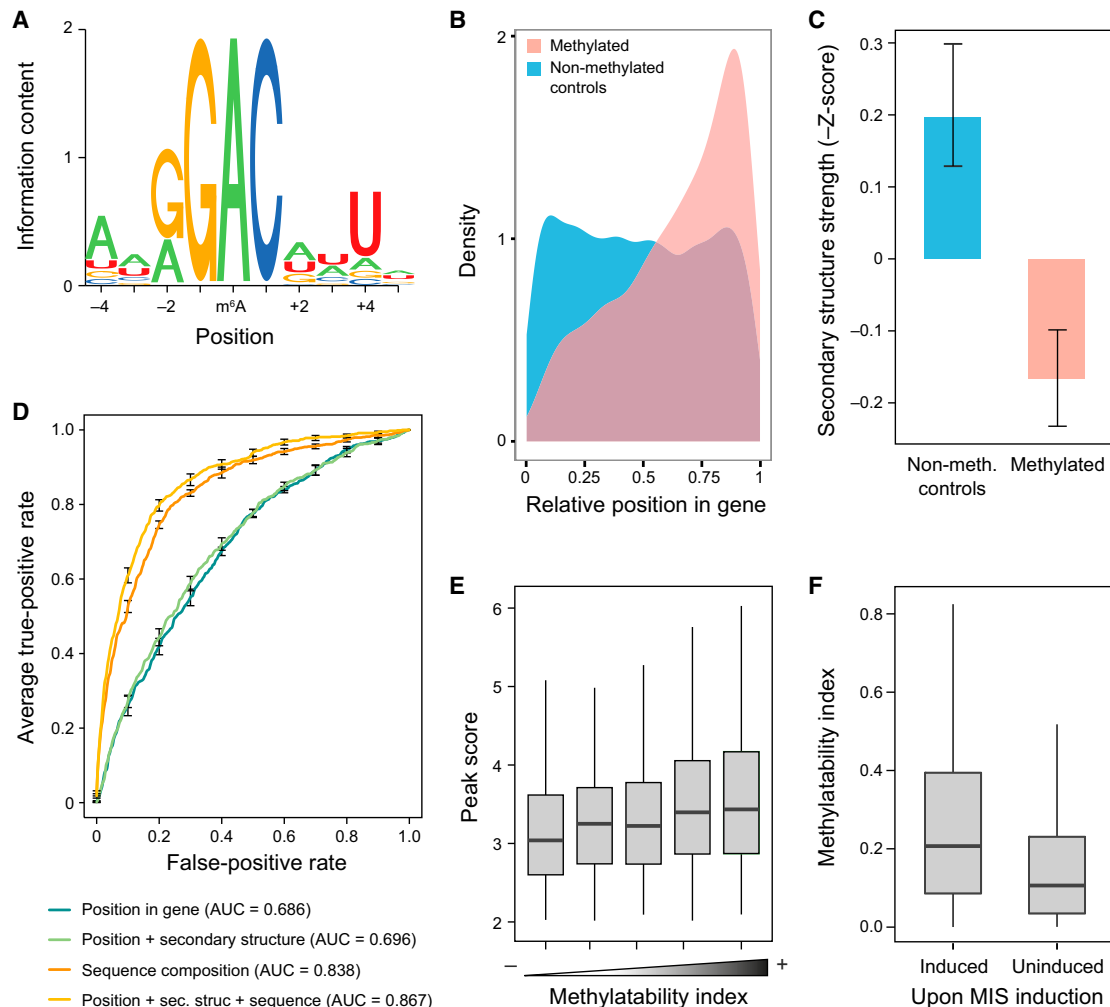 A
Information content
2
1
0
A G G A C A U U
–4 –2 m⁶A +2 +4
Position
B
2
1
0
Density
Methylated
Non-methylated
controls
0 0.25 0.5 0.75 1
Relative position in gene
C
Secondary structure strength (–Z-score)
0.3
0.2
0.1
0
–0.1
–0.2
Non-meth.
controls
Methylated
D
Average true-positive rate
1.0
0.8
0.6
0.4
0.2
0
0 0.2 0.4 0.6 0.8 1.0
False-positive rate
Position in gene (AUC = 0.686)
Position + secondary structure (AUC = 0.696)
Sequence composition (AUC = 0.838)
Position + sec. struc + sequence (AUC = 0.867)
E
Peak score
6
5
4
3
2
– +
Methylatability index
F
Methylatability index
0.8
0.6
0.4
0.2
0.0
Induced Uninduced
Upon MIS induction